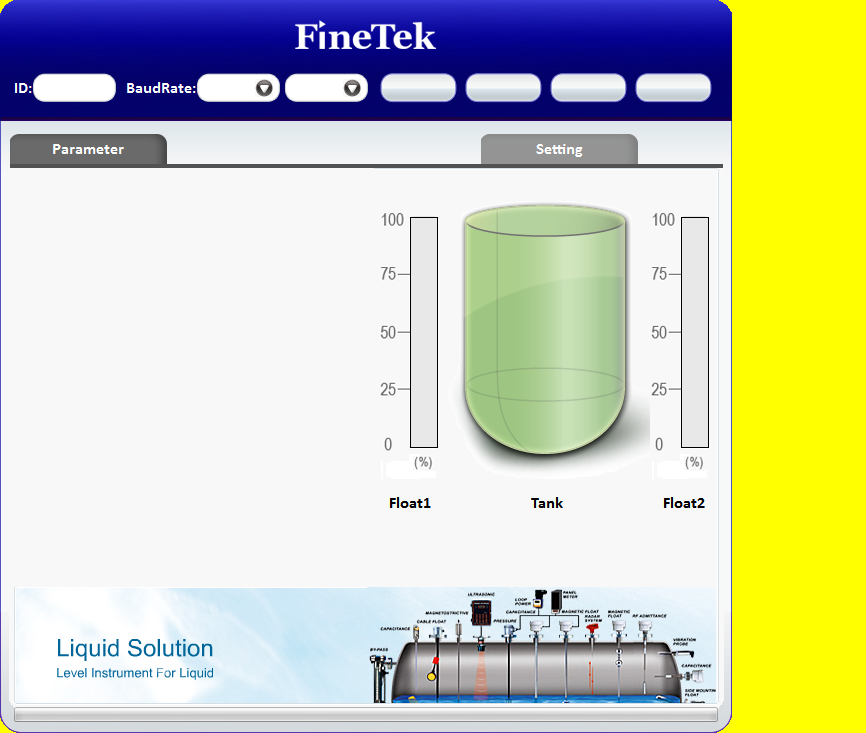 FineTek
ID: BaudRate:
Parameter Setting
100 100
75 75
50 50
25 25
0 0
(%) (%)
Float1 Tank Float2
ULTRASONIC
LOOP POWER
PANEL METER
MAGNETOSTRICTIVE
CAPACITANCE
MAGNETIC FLOAT
MAGNETIC FLOAT
CABLE FLOAT
PRESSURE
RADAR SYSTEM
RF ADMITTANCE
CAPACITANCE
VIBRATION PROBE
BY-PASS
CAPACITANCE
SIDE MOUNTIN
FLOAT
Liquid Solution
Level Instrument For Liquid